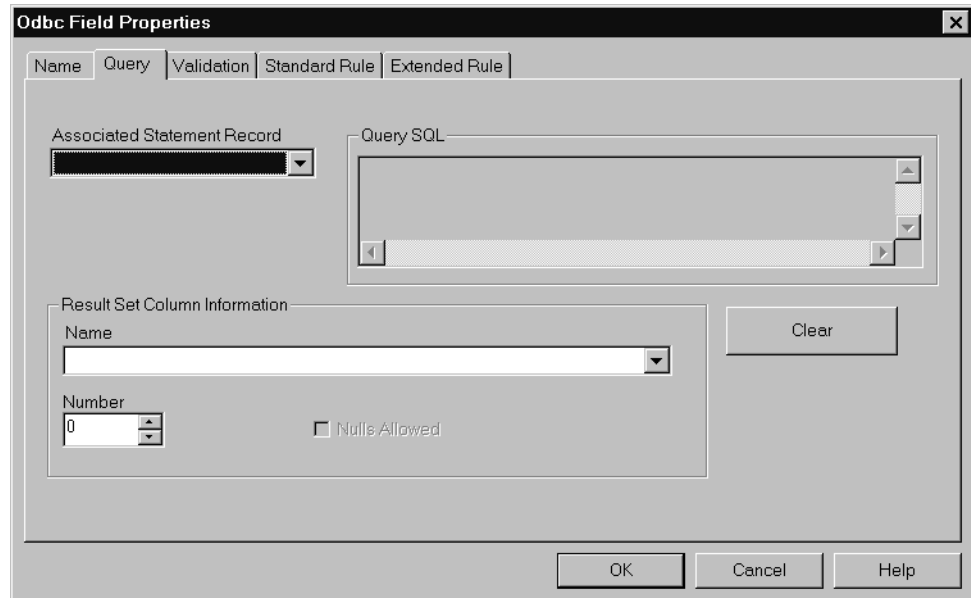 Odbc Field Properties
Name Query Validation Standard Rule Extended Rule
Associated Statement Record
Query SQL
Result Set Column Information
Name
Clear
Number
0
Nulls Allowed
OK Cancel Help